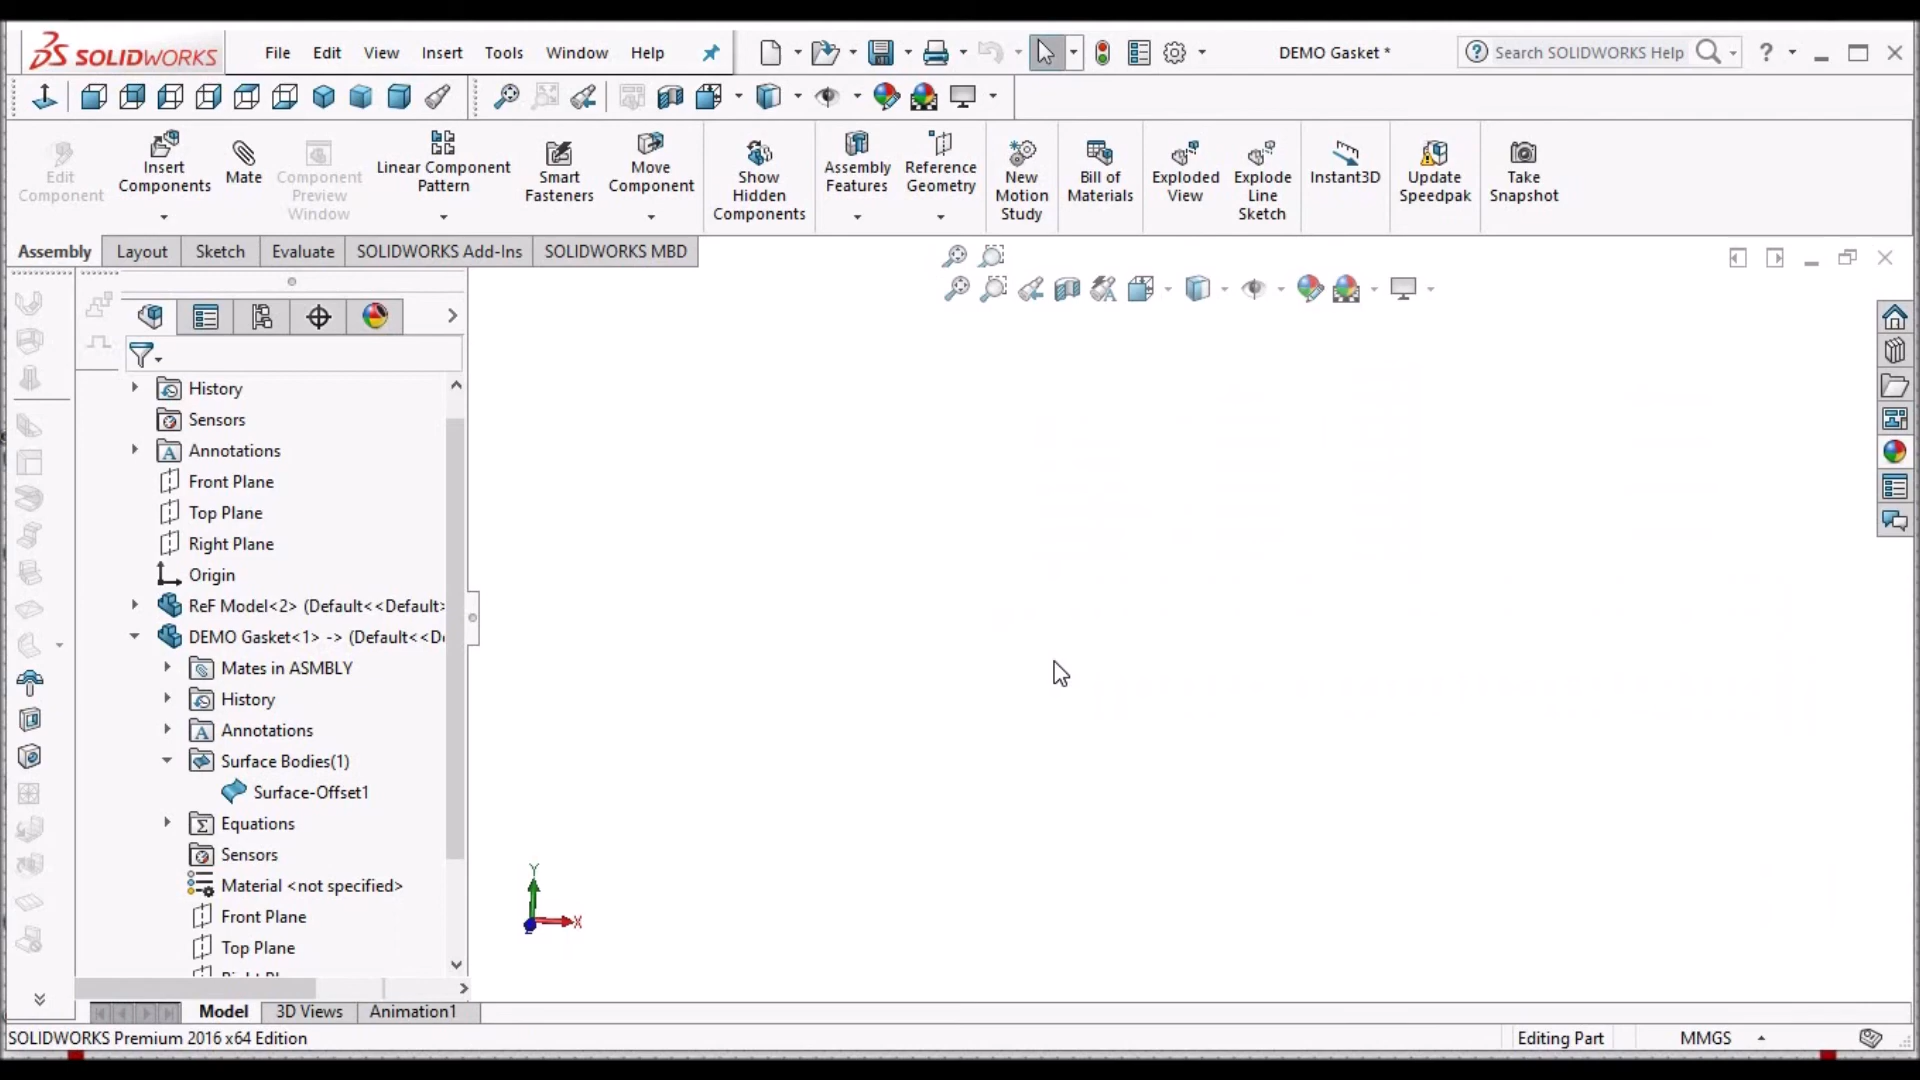 SOLIDWORKS File Edit View Insert Tools Window Help DEMO Gasket * Search SOLIDWORKS Help ?
Edit Component
Insert Components
Mate
Component Preview Window
Linear Component Pattern
Smart Fasteners
Move Component
Show Hidden Components
Assembly Features
Reference Geometry
New Motion Study
Bill of Materials
Exploded View
Explode Line Sketch
Instant3D
Update Speedpak
Take Snapshot
Assembly Layout Sketch Evaluate SOLIDWORKS Add-Ins SOLIDWORKS MBD
History
Sensors
Annotations
Front Plane
Top Plane
Right Plane
Origin
ReF Model<2> (Default<<Default>
DEMO Gasket<1> -> (Default<<D
Mates in ASMBLY
History
Annotations
Surface Bodies(1)
Surface-Offset1
Equations
Sensors
Material <not specified>
Front Plane
Top Plane
Y
X
Z
Model 3D Views Animation1
SOLIDWORKS Premium 2016 x64 Edition Editing Part MMGS